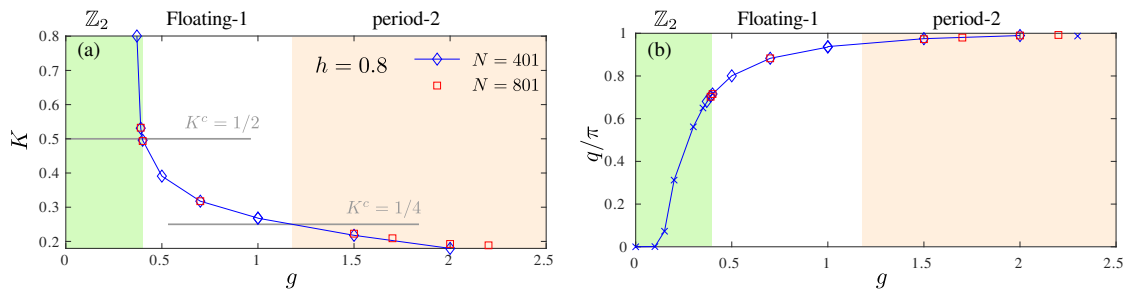 ℤ₂ Floating-1 period-2
(a)
h = 0.8
N = 401
N = 801
K^c = 1/2
K^c = 1/4
K
0.8
0.7
0.6
0.5
0.4
0.3
0.2
0 0.5 1 1.5 2 2.5
g
ℤ₂ Floating-1 period-2
(b)
q/π
1
0.8
0.6
0.4
0.2
0
0 0.5 1 1.5 2 2.5
g